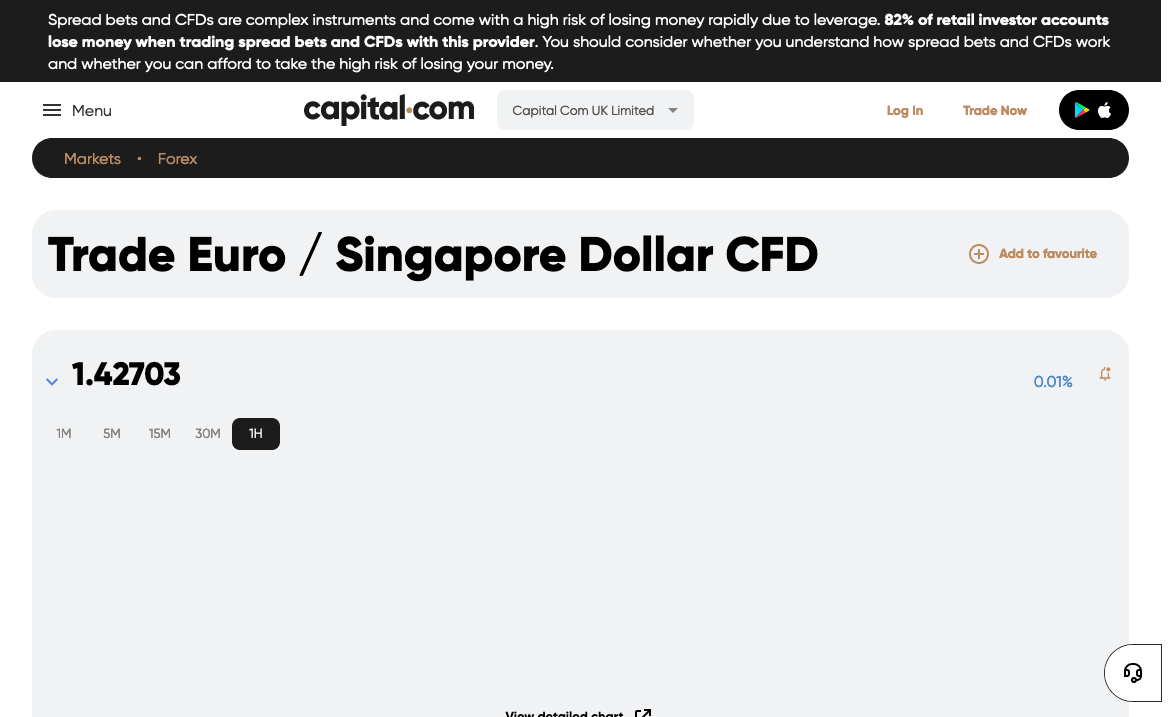 Spread bets and CFDs are complex instruments and come with a high risk of losing money rapidly due to leverage. 82% of retail investor accounts
lose money when trading spread bets and CFDs with this provider. You should consider whether you understand how spread bets and CFDs work
and whether you can afford to take the high risk of losing your money.
Menu
capital.com
Capital Com UK Limited
Log In
Trade Now
Markets • Forex
Trade Euro / Singapore Dollar CFD
Add to favourite
1.42703
0.01%
1M 5M 15M 30M 1H
View detailed chart